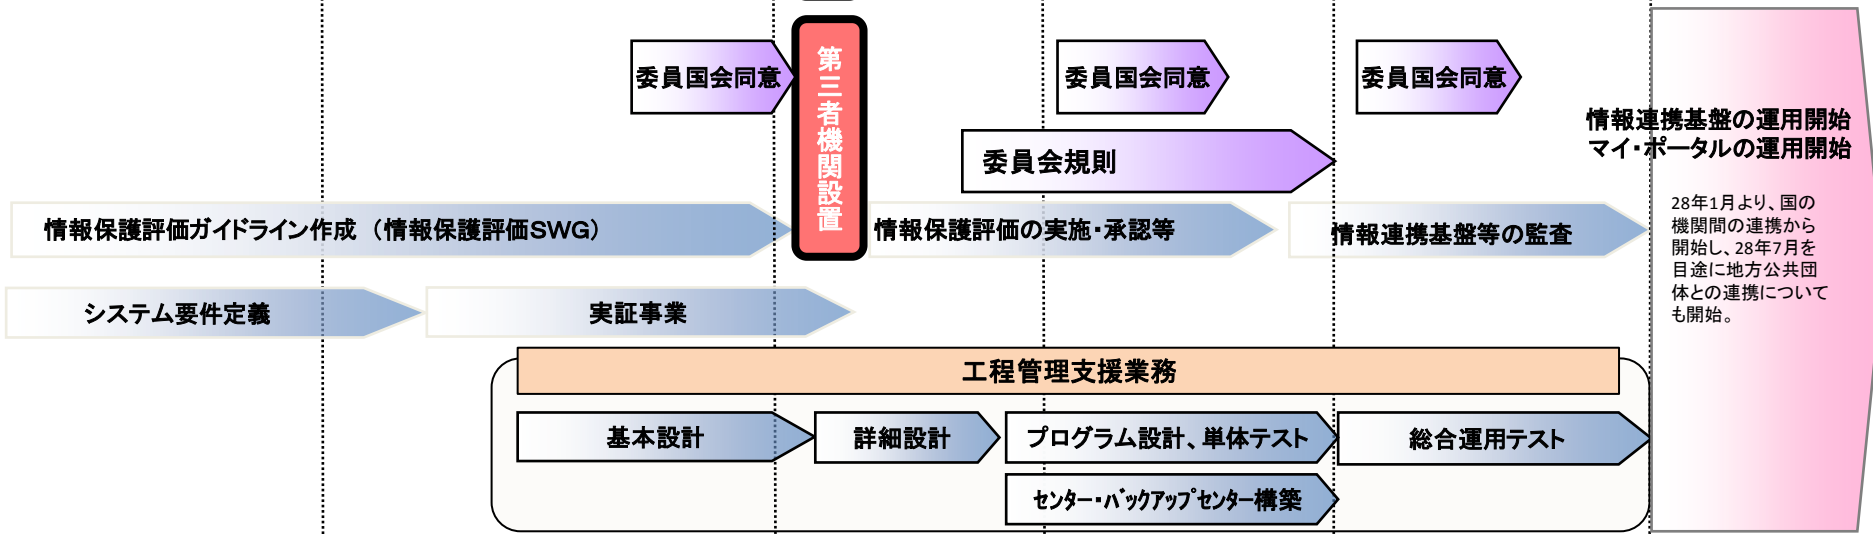 委員国会同意
第三者機関設置
委員国会同意
委員国会同意
委員会規則
情報連携基盤の運用開始
マイ・ポータルの運用開始
28年1月より、国の
機関間の連携から
開始し、28年7月を
目途に地方公共団
体との連携について
も開始。
情報保護評価ガイドライン作成 （情報保護評価SWG）
情報保護評価の実施・承認等
情報連携基盤等の監査
システム要件定義
実証事業
工程管理支援業務
基本設計
詳細設計
プログラム設計、単体テスト
総合運用テスト
センター・バックアップセンター構築